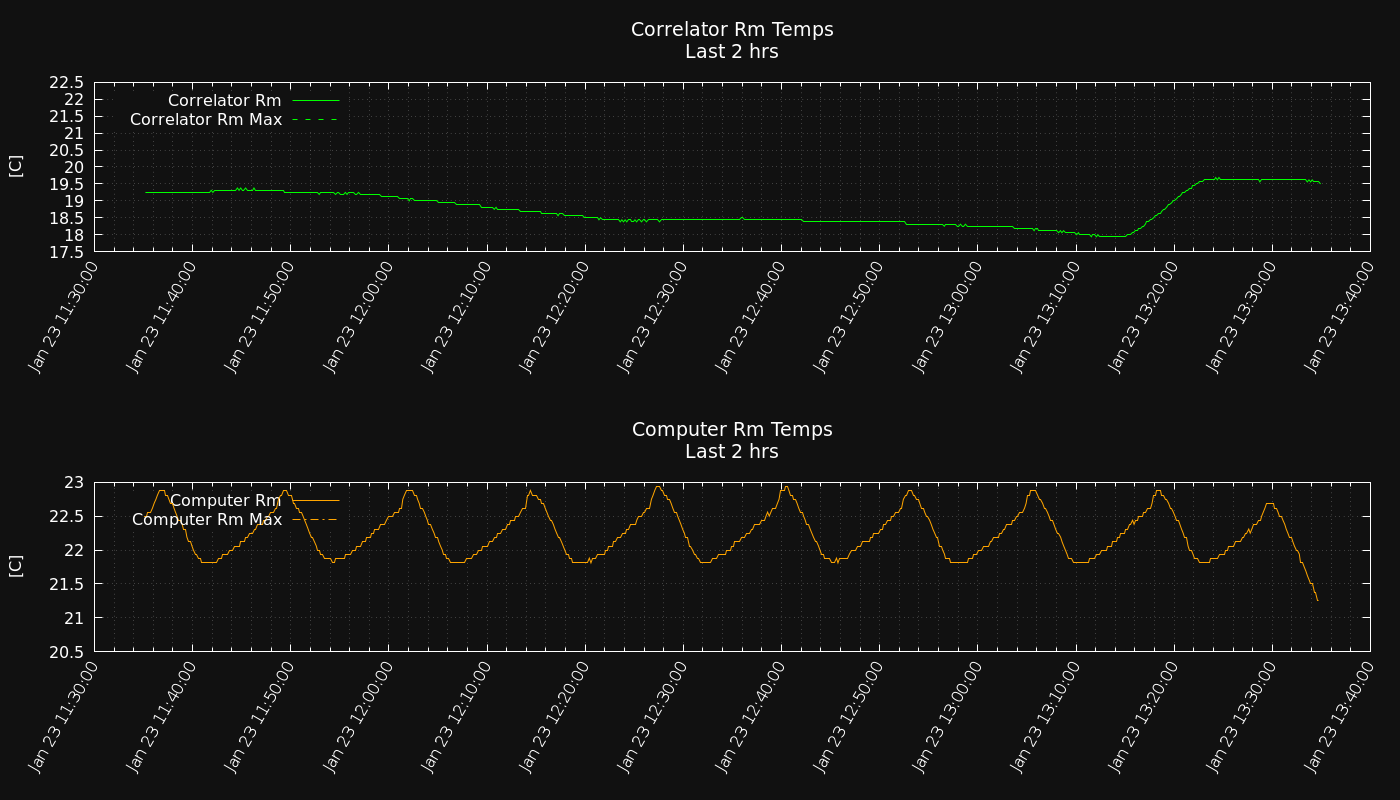 Correlator Rm Temps
Last 2 hrs
[C]
22.5
22
21.5
21
20.5
20
19.5
19
18.5
18
17.5
Correlator Rm
Correlator Rm Max
Jan 23 11:30:00
Jan 23 11:40:00
Jan 23 11:50:00
Jan 23 12:00:00
Jan 23 12:10:00
Jan 23 12:20:00
Jan 23 12:30:00
Jan 23 12:40:00
Jan 23 12:50:00
Jan 23 13:00:00
Jan 23 13:10:00
Jan 23 13:20:00
Jan 23 13:30:00
Jan 23 13:40:00
Computer Rm Temps
Last 2 hrs
[C]
23
22.5
22
21.5
21
20.5
Computer Rm
Computer Rm Max
Jan 23 11:30:00
Jan 23 11:40:00
Jan 23 11:50:00
Jan 23 12:00:00
Jan 23 12:10:00
Jan 23 12:20:00
Jan 23 12:30:00
Jan 23 12:40:00
Jan 23 12:50:00
Jan 23 13:00:00
Jan 23 13:10:00
Jan 23 13:20:00
Jan 23 13:30:00
Jan 23 13:40:00